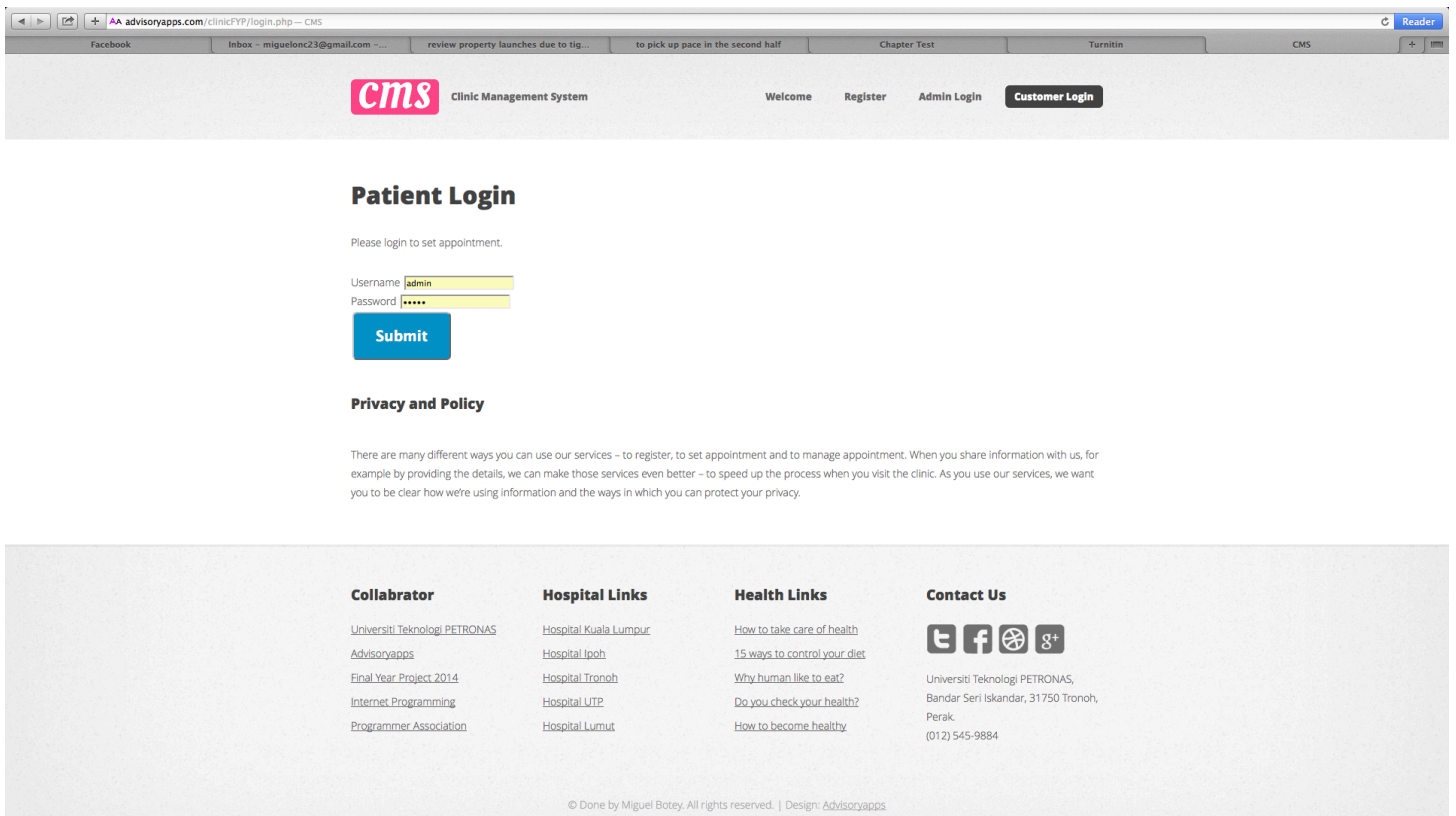 advisoryapps.com/clinicFYP/login.php — CMS
Reader
Facebook
Inbox – miguelonc23@gmail.com –...
review property launches due to tig...
to pick up pace in the second half
Chapter Test
Turnitin
CMS
cms
Clinic Management System
Welcome
Register
Admin Login
Customer Login
Patient Login
Please login to set appointment.
Username admin
Password •••••
Submit
Privacy and Policy
There are many different ways you can use our services – to register, to set appointment and to manage appointment. When you share information with us, for
example by providing the details, we can make those services even better – to speed up the process when you visit the clinic. As you use our services, we want
you to be clear how we're using information and the ways in which you can protect your privacy.
Collabrator
Universiti Teknologi PETRONAS
Advisoryapps
Final Year Project 2014
Internet Programming
Programmer Association
Hospital Links
Hospital Kuala Lumpur
Hospital Ipoh
Hospital Tronoh
Hospital UTP
Hospital Lumut
Health Links
How to take care of health
15 ways to control your diet
Why human like to eat?
Do you check your health?
How to become healthy
Contact Us
Universiti Teknologi PETRONAS,
Bandar Seri Iskandar, 31750 Tronoh,
Perak.
(012) 545-9884
© Done by Miguel Botey. All rights reserved. | Design: Advisoryapps